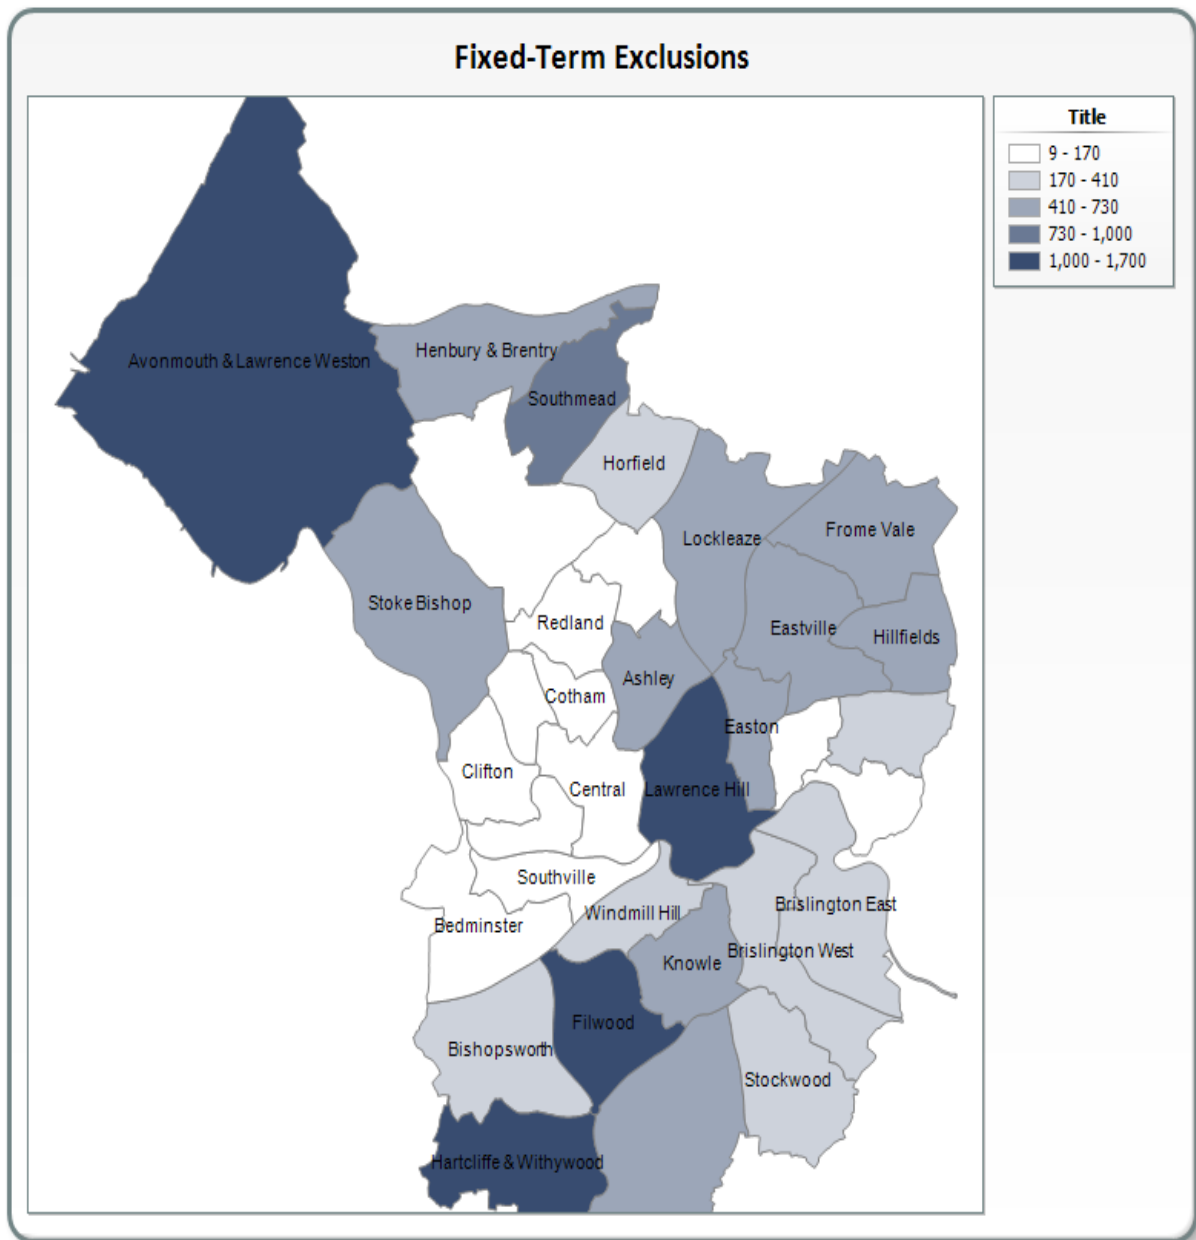 Fixed-Term Exclusions
Title
9 - 170
170 - 410
410 - 730
730 - 1,000
1,000 - 1,700
Avonmouth & Lawrence Weston
Henbury & Brentry
Southmead
Horfield
Lockleaze
Frome Vale
Stoke Bishop
Redland
Eastville
Hillfields
Ashley
Cotham
Easton
Clifton
Central
Lawrence Hill
Southville
Windmill Hill
Brislington East
Bedminster
Brislington West
Knowle
Filwood
Bishopsworth
Stockwood
Hartcliffe & Withywood